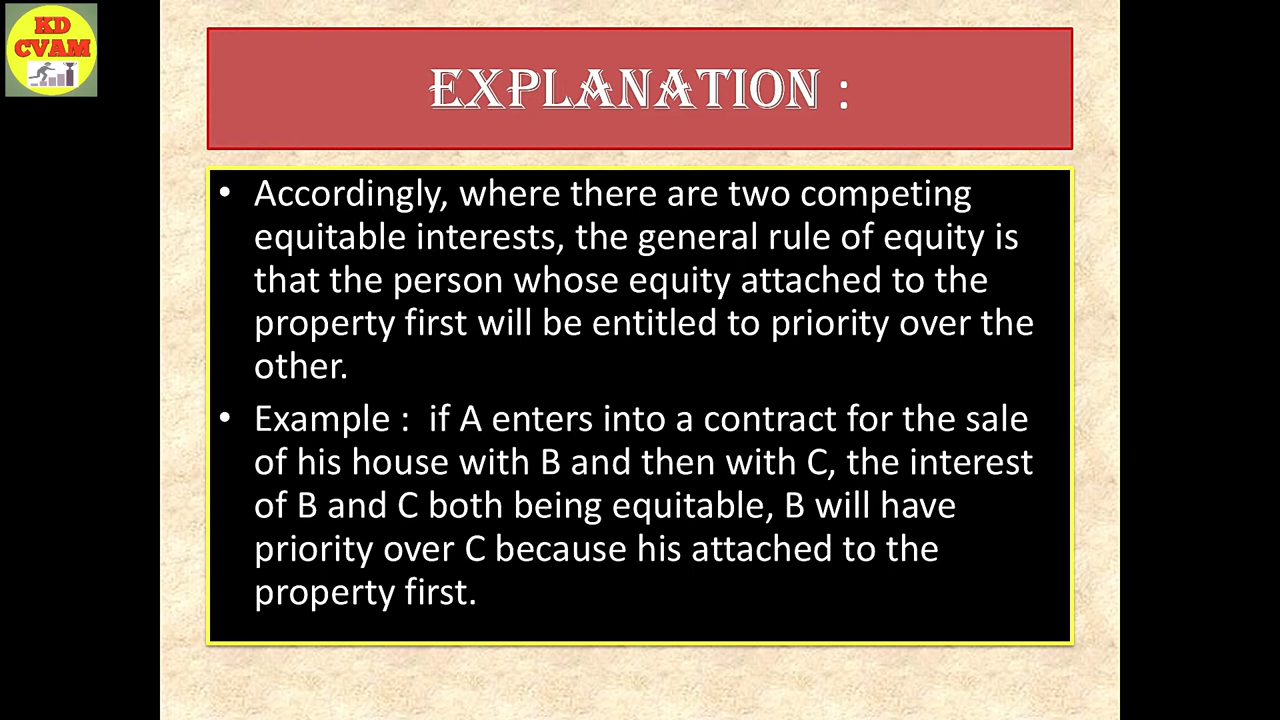 KD
CVAM
EXPLANATION :
• Accordingly, where there are two competing
equitable interests, the general rule of equity is
that the person whose equity attached to the
property first will be entitled to priority over the
other.
• Example :  if A enters into a contract for the sale
of his house with B and then with C, the interest
of B and C both being equitable, B will have
priority over C because his attached to the
property first.